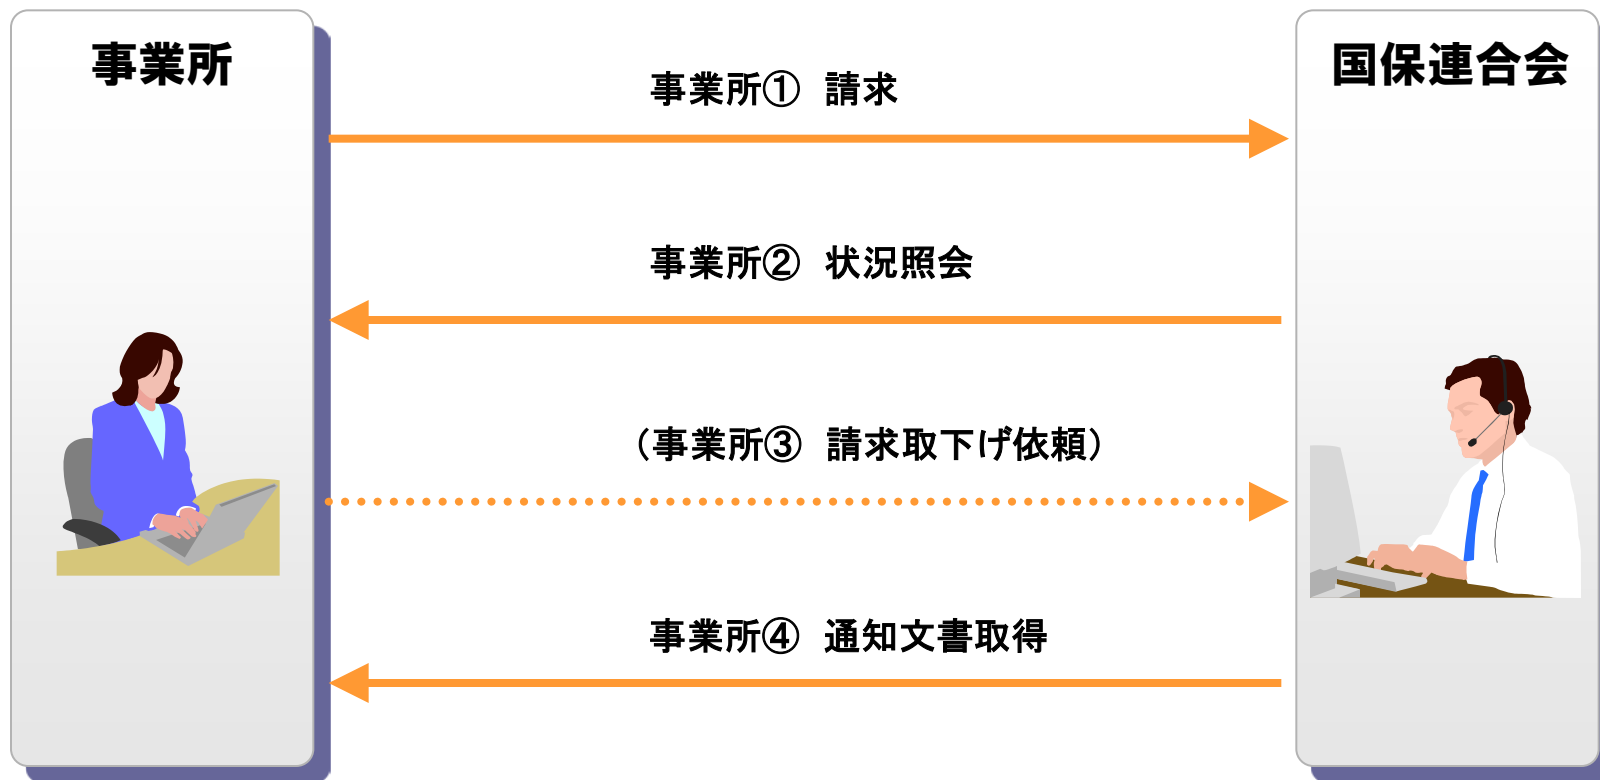 事業所
国保連合会
事業所① 請求
事業所② 状況照会
（事業所③ 請求取下げ依頼）
事業所④ 通知文書取得